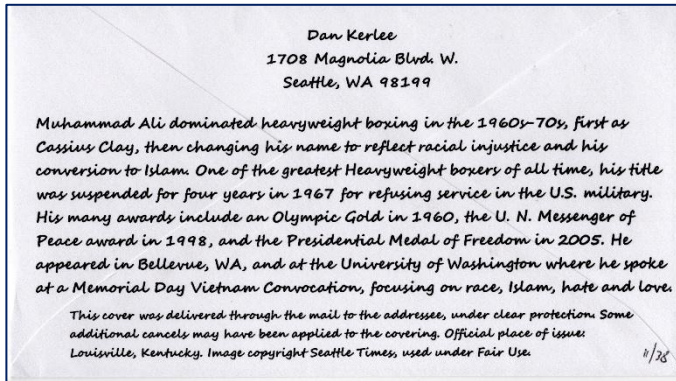 Dan Kerlee
1708 Magnolia Blvd. W.
Seattle, WA 98199
Muhammad Ali dominated heavyweight boxing in the 1960s-70s, first as
Cassius Clay, then changing his name to reflect racial injustice and his
conversion to Islam. One of the greatest Heavyweight boxers of all time, his title
was suspended for four years in 1967 for refusing service in the U.S. military.
His many awards include an Olympic Gold in 1960, the U. N. Messenger of
Peace award in 1998, and the Presidential Medal of Freedom in 2005. He
appeared in Bellevue, WA, and at the University of Washington where he spoke
at a Memorial Day Vietnam Convocation, focusing on race, Islam, hate and love.
This cover was delivered through the mail to the addressee, under clear protection. Some
additional cancels may have been applied to the covering. Official place of issue:
Louisville, Kentucky. Image copyright Seattle Times, used under Fair Use.
11/38